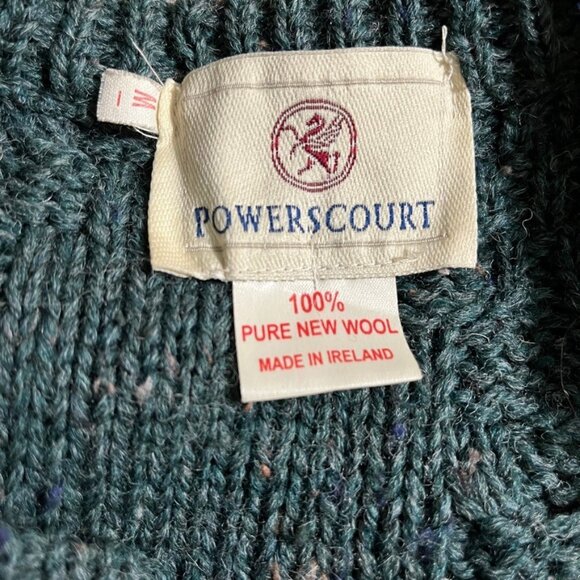 M
POWERSCOURT
100%
PURE NEW WOOL
MADE IN IRELAND